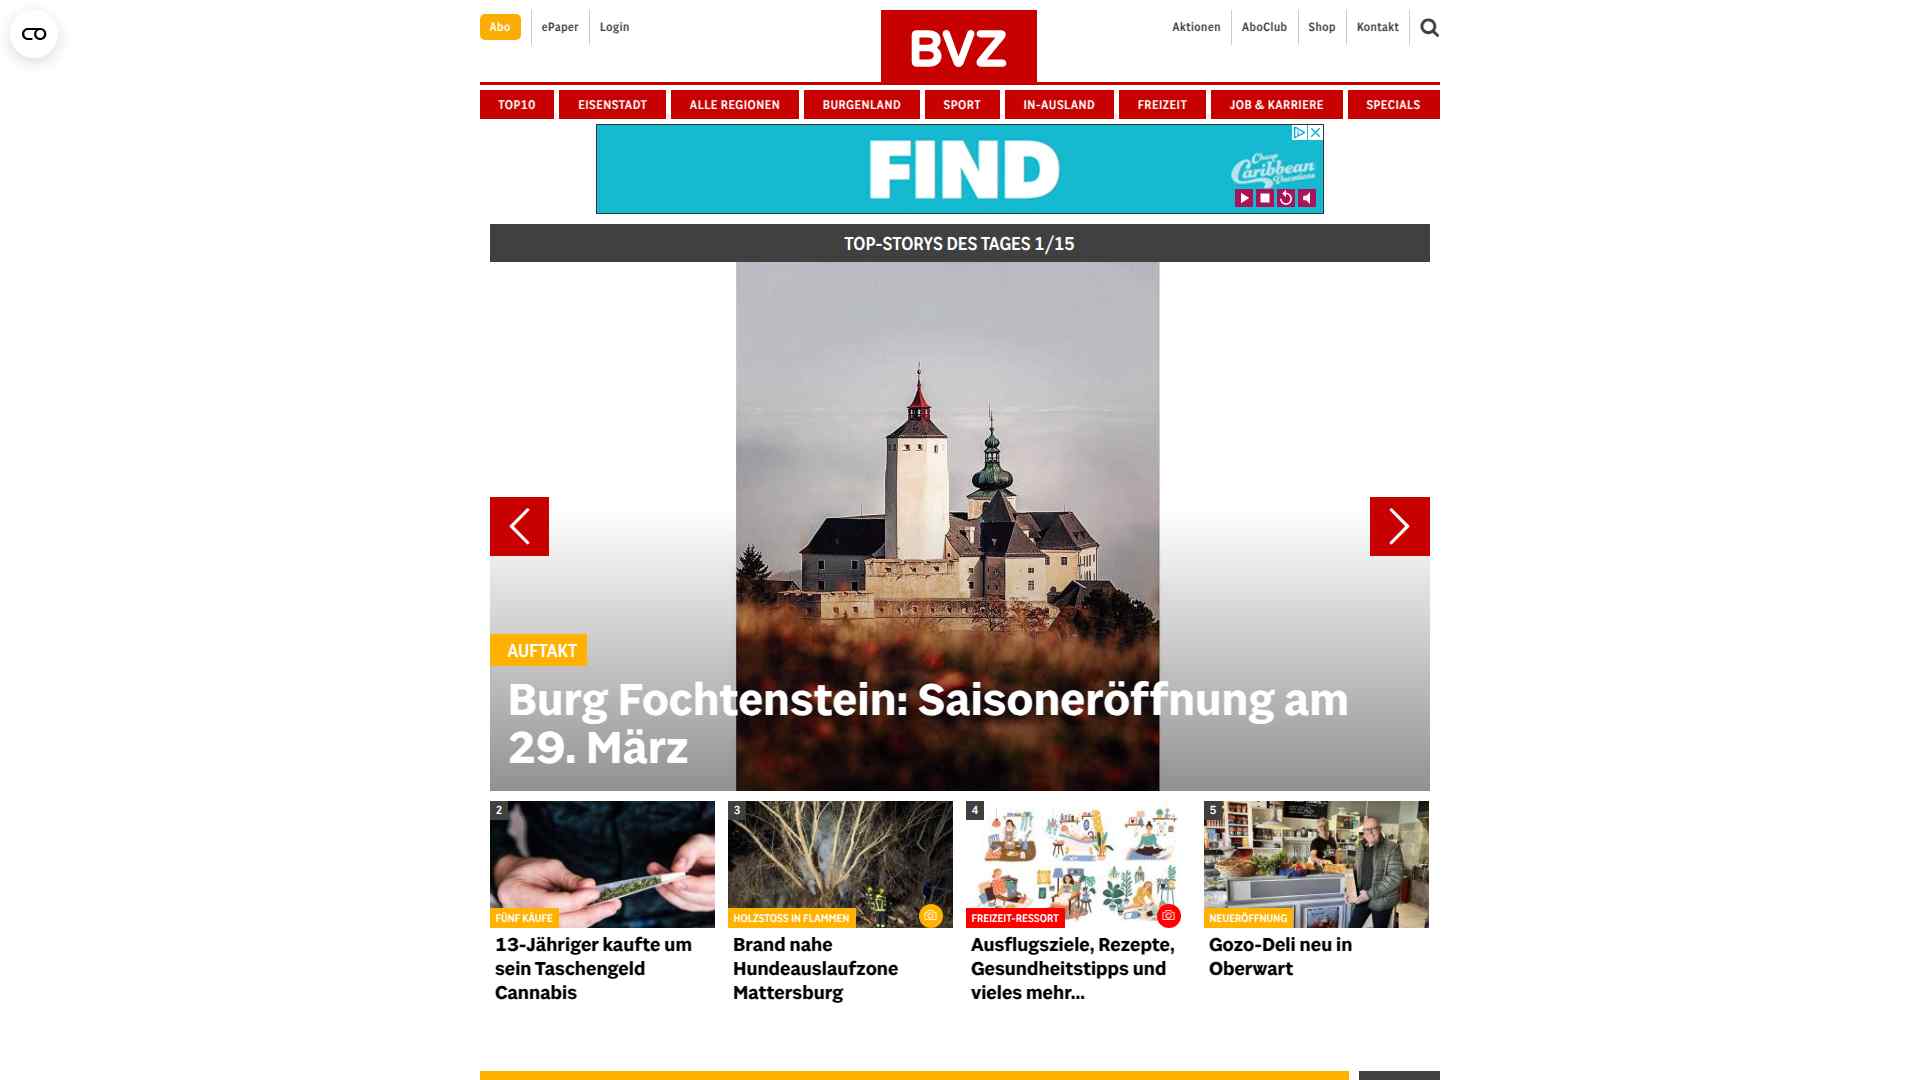 Abo
ePaper
Login
BVZ
Aktionen
AboClub
Shop
Kontakt
TOP10
EISENSTADT
ALLE REGIONEN
BURGENLAND
SPORT
IN-AUSLAND
FREIZEIT
JOB & KARRIERE
SPECIALS
FIND
Cheap
Caribbean
Vacations
TOP-STORYS DES TAGES 1/15
AUFTAKT
Burg Fochtenstein: Saisoneröffnung am
29. März
2
FÜNF KÄUFE
13-Jähriger kaufte um
sein Taschengeld
Cannabis
3
HOLZSTOSS IN FLAMMEN
Brand nahe
Hundeauslaufzone
Mattersburg
4
FREIZEIT-RESSORT
Ausflugsziele, Rezepte,
Gesundheitstipps und
vieles mehr...
5
NEUERÖFFNUNG
Gozo-Deli neu in
Oberwart